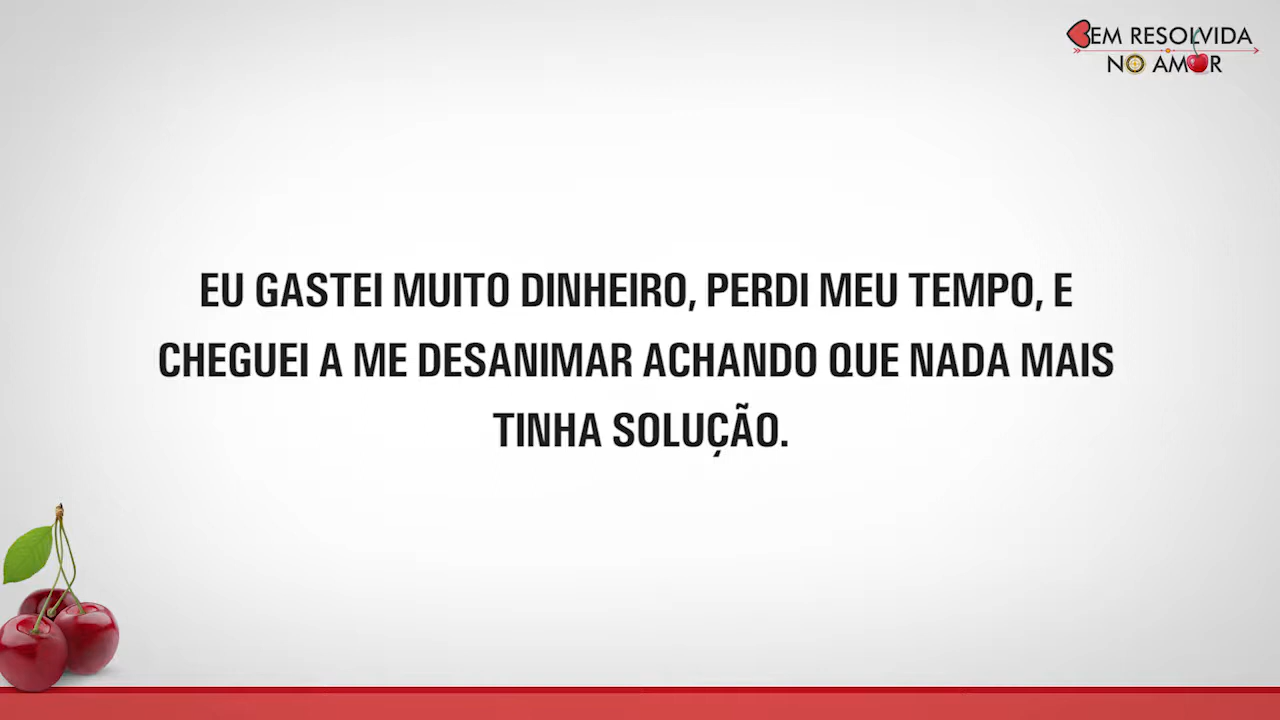 BEM RESOLVIDA
NO AMOR
EU GASTEI MUITO DINHEIRO, PERDI MEU TEMPO, E
CHEGUEI A ME DESANIMAR ACHANDO QUE NADA MAIS
TINHA SOLUÇÃO.